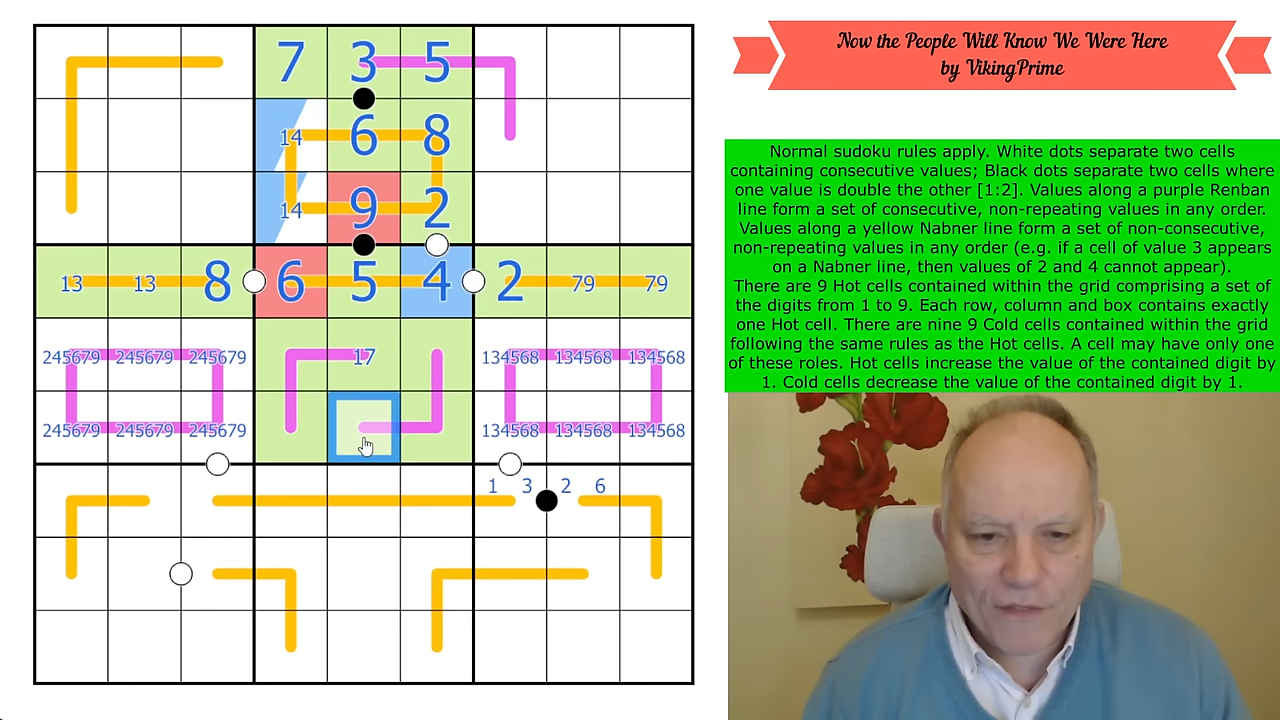 Now the People Will Know We Were Here
by VikingPrime
Normal sudoku rules apply. White dots separate two cells
containing consecutive values; Black dots separate two cells where
one value is double the other [1:2]. Values along a purple Renban
line form a set of consecutive, non-repeating values in any order.
Values along a yellow Nabner line form a set of non-consecutive,
non-repeating values in any order (e.g. if a cell of value 3 appears
on a Nabner line, then values of 2 and 4 cannot appear).
There are 9 Hot cells contained within the grid comprising a set of
the digits from 1 to 9. Each row, column and box contains exactly
one Hot cell. There are nine 9 Cold cells contained within the grid
following the same rules as the Hot cells. A cell may have only one
of these roles. Hot cells increase the value of the contained digit by
1. Cold cells decrease the value of the contained digit by 1.
7 3 5
14 6 8
14 9 2
13 13 8 6 5 4 2 79 79
245679 245679 245679 17 134568 134568 134568
245679 245679 245679 134568 134568 134568
1 3 2 6